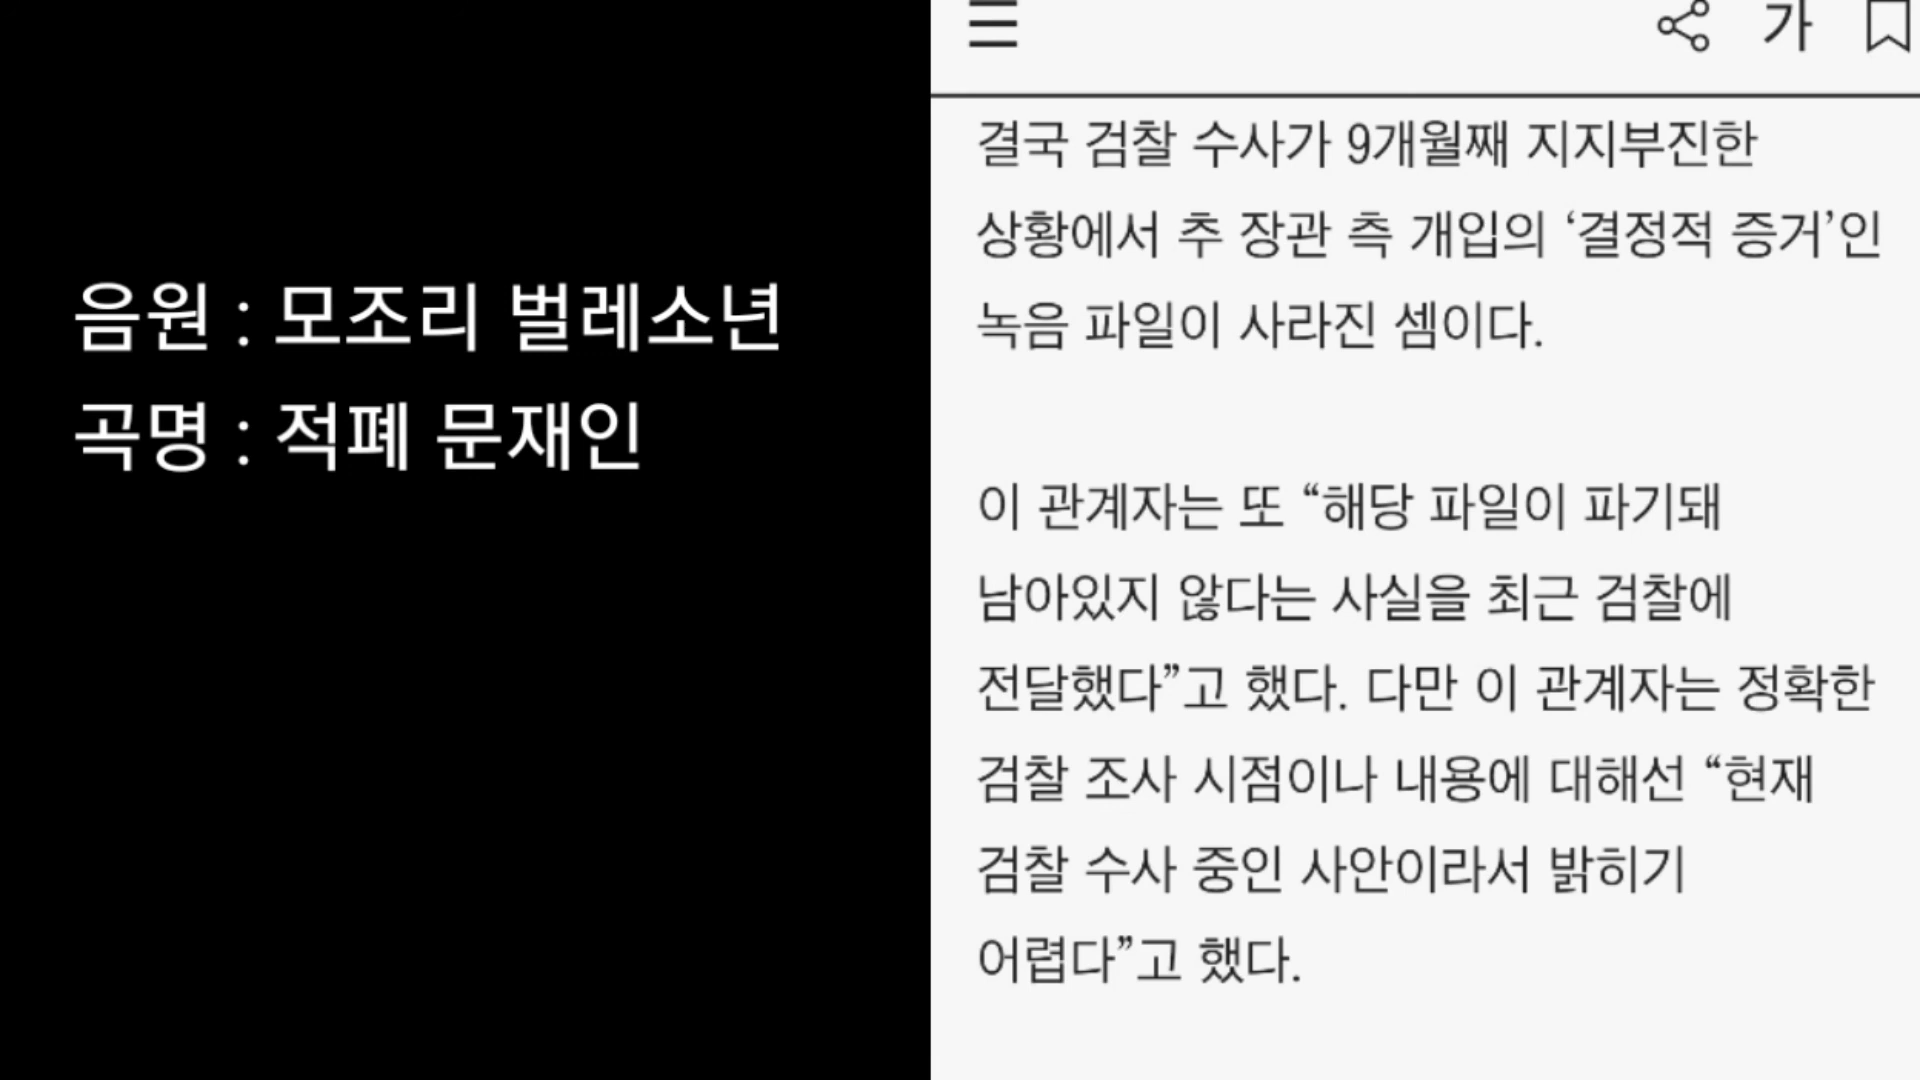 음원 : 모조리 벌레소년
곡명 : 적폐 문재인
가
결국 검찰 수사가 9개월째 지지부진한
상황에서 추 장관 측 개입의 ‘결정적 증거’인
녹음 파일이 사라진 셈이다.
이 관계자는 또 “해당 파일이 파기돼
남아있지 않다는 사실을 최근 검찰에
전달했다”고 했다. 다만 이 관계자는 정확한
검찰 조사 시점이나 내용에 대해선 “현재
검찰 수사 중인 사안이라서 밝히기
어렵다”고 했다.